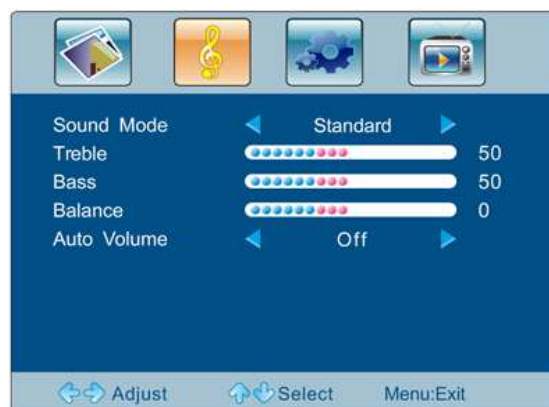 Sound Mode Standard
Treble 50
Bass 50
Balance 0
Auto Volume Off
Adjust Select Menu:Exit